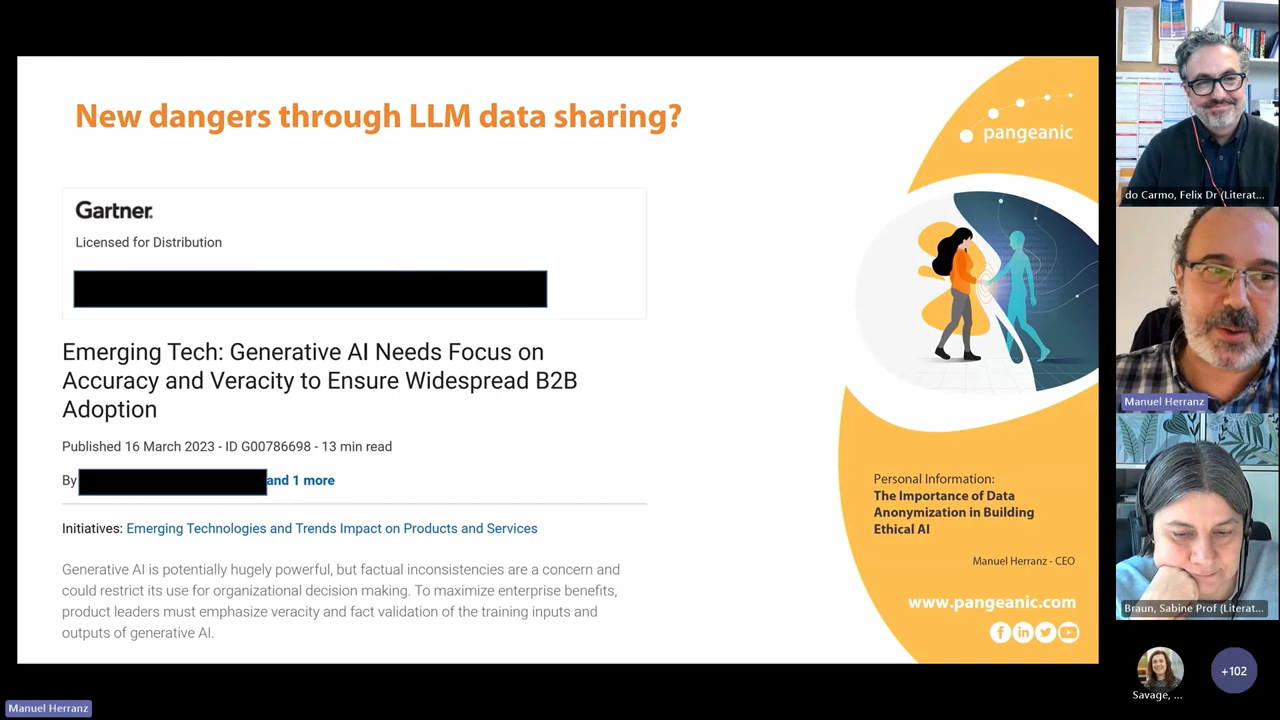 New dangers through LLM data sharing?
Gartner.
Licensed for Distribution
Emerging Tech: Generative AI Needs Focus on
Accuracy and Veracity to Ensure Widespread B2B
Adoption
Published 16 March 2023 - ID G00786698 - 13 min read
By
and 1 more
Initiatives: Emerging Technologies and Trends Impact on Products and Services
Generative AI is potentially hugely powerful, but factual inconsistencies are a concern and
could restrict its use for organizational decision making. To maximize enterprise benefits,
product leaders must emphasize veracity and fact validation of the training inputs and
outputs of generative AI.
pangeanic
Personal Information:
The Importance of Data
Anonymization in Building
Ethical AI
Manuel Herranz - CEO
www.pangeanic.com
do Carmo, Felix Dr (Literat...
Manuel Herranz
Braun, Sabine Prof (Literat...
Savage, ...
+102
Manuel Herranz